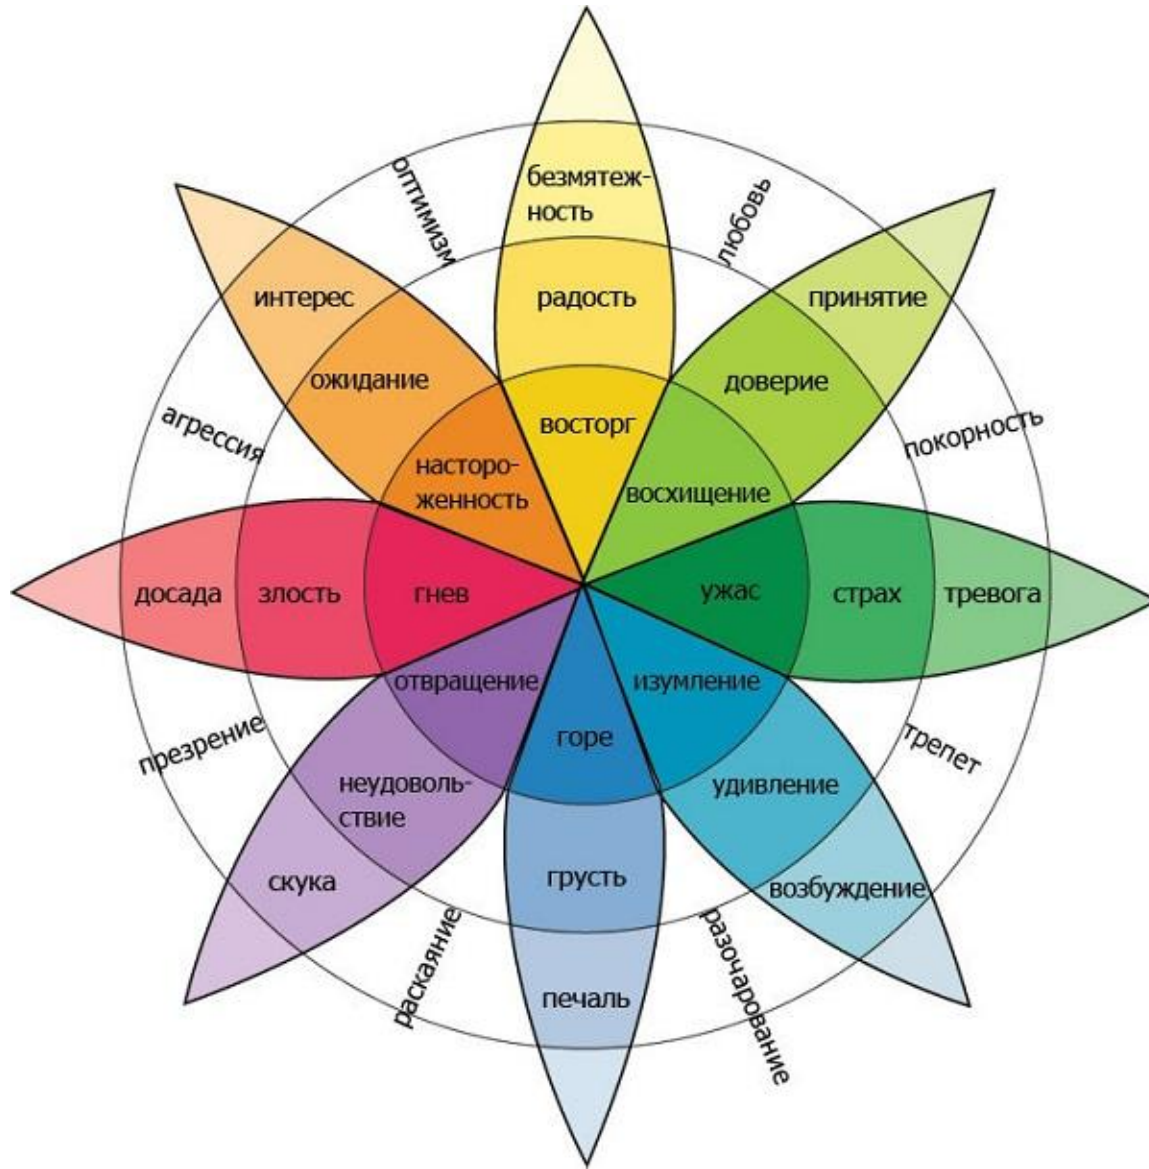 оптимизм
безмятеж-
ность
любовь
интерес
радость
принятие
ожидание
доверие
агрессия
восторг
покорность
насторо-
женность
восхищение
досада
злость
гнев
ужас
страх
тревога
отвращение
изумление
презрение
горе
трепет
неудоволь-
ствие
удивление
скука
грусть
возбуждение
раскаяние
разочарование
печаль